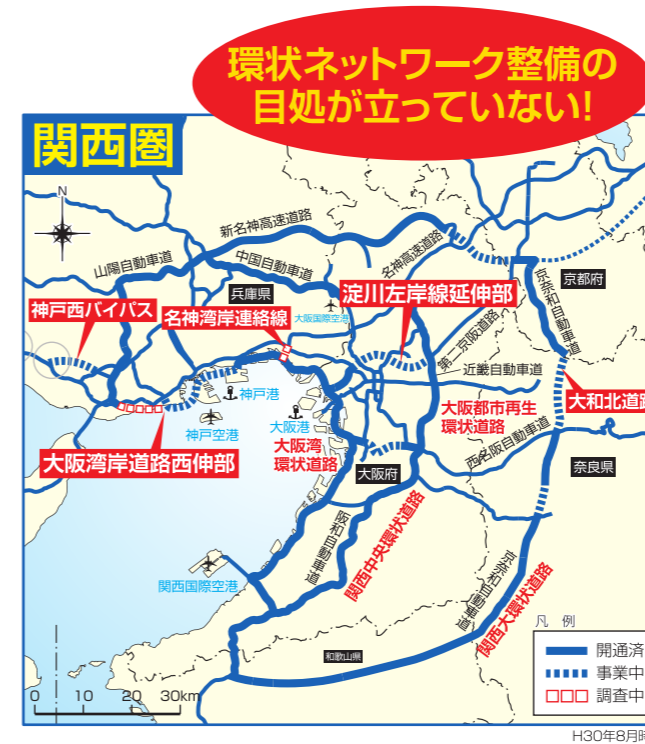 環状ネットワーク整備の
目処が立っていない!
関西圏
N
新名神高速道路
名神高速道路
山陽自動車道
中国自動車道
兵庫県
京都府
京奈和自動車道
神戸西バイパス
名神湾岸連絡線
大阪国際空港
淀川左岸線延伸部
第二京阪道路
近畿自動車道
神戸港
神戸空港
大阪港
大阪湾
環状道路
大阪都市再生
環状道路
大和北道路
大阪湾岸道路西伸部
大阪府
西名阪自動車道
奈良県
阪和自動車道
関西中央環状道路
関西国際空港
京奈和自動車道
関西大環状道路
和歌山県
凡 例
開通済
事業中
調査中
0 10 20 30km
H30年8月時